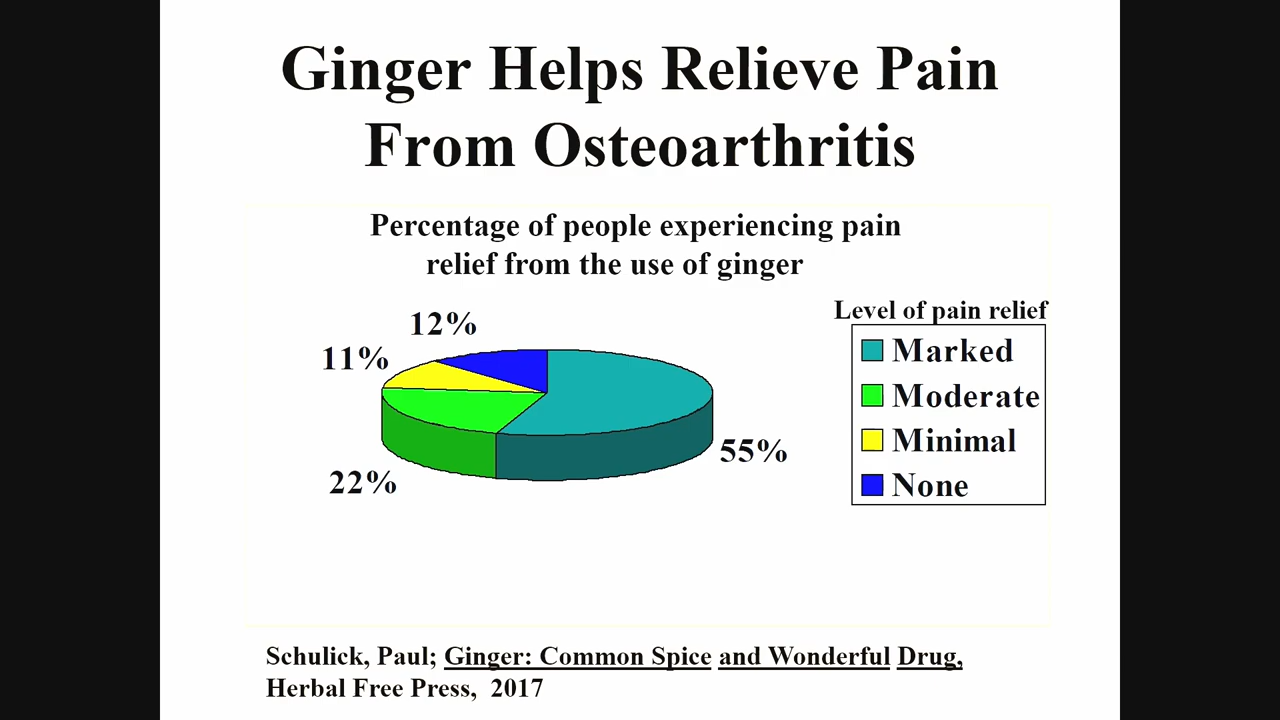 Ginger Helps Relieve Pain
From Osteoarthritis
Percentage of people experiencing pain
relief from the use of ginger
12%
11%
22%
55%
Level of pain relief
Marked
Moderate
Minimal
None
Schulick, Paul; Ginger: Common Spice and Wonderful Drug,
Herbal Free Press,  2017